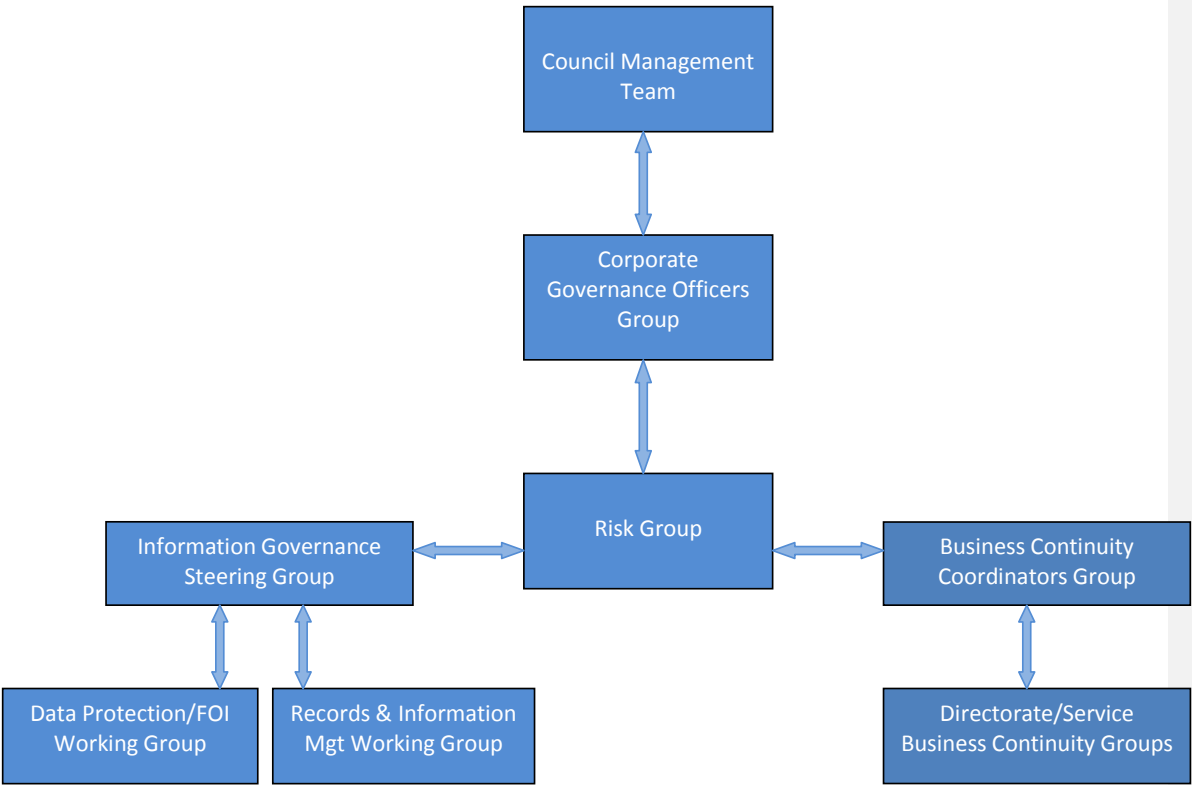 Council Management
Team
Corporate
Governance Officers
Group
Risk Group
Information Governance
Steering Group
Business Continuity
Coordinators Group
Data Protection/FOI
Working Group
Records & Information
Mgt Working Group
Directorate/Service
Business Continuity Groups